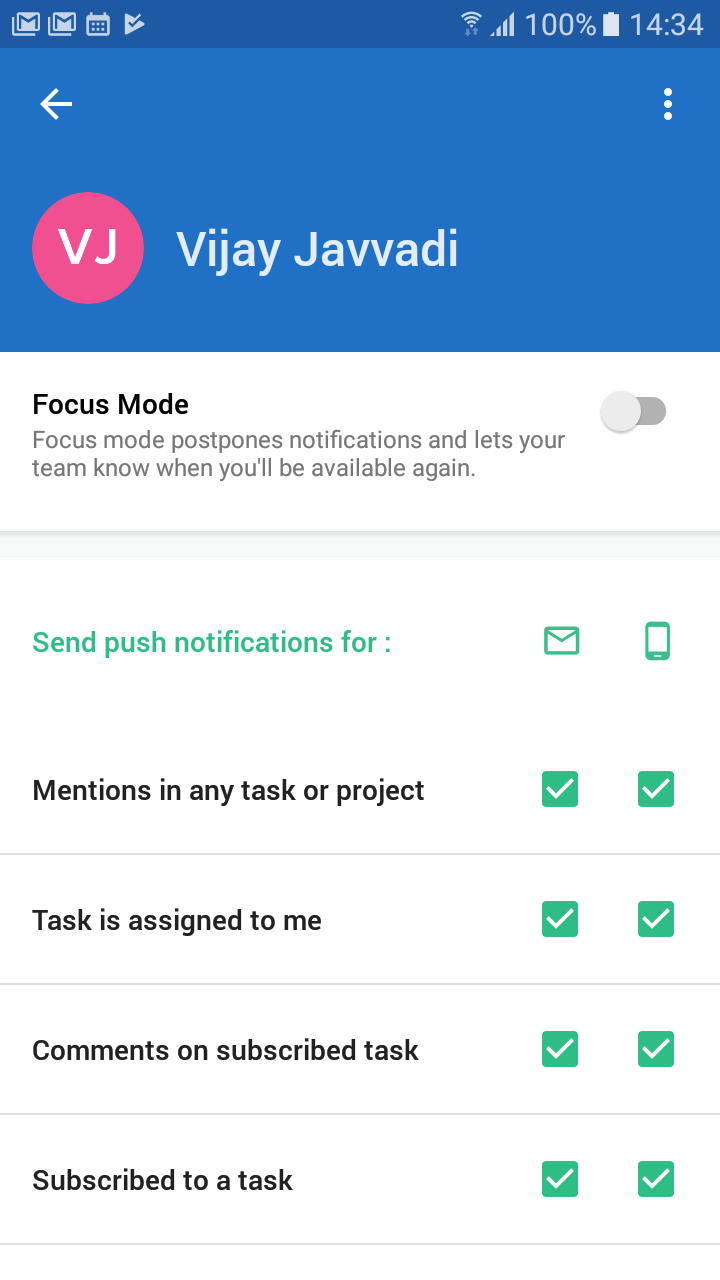 100% 14:34
VJ Vijay Javvadi
Focus Mode
Focus mode postpones notifications and lets your
team know when you'll be available again.
Send push notifications for :
Mentions in any task or project
Task is assigned to me
Comments on subscribed task
Subscribed to a task